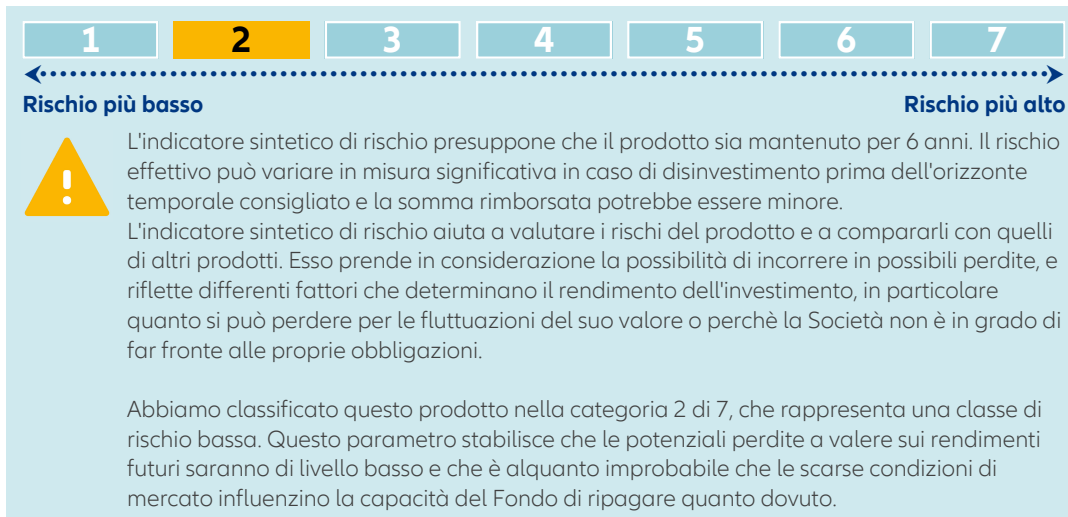 1 2 3 4 5 6 7
Rischio più basso Rischio più alto
L'indicatore sintetico di rischio presuppone che il prodotto sia mantenuto per 6 anni. Il rischio
effettivo può variare in misura significativa in caso di disinvestimento prima dell'orizzonte
temporale consigliato e la somma rimborsata potrebbe essere minore.
L'indicatore sintetico di rischio aiuta a valutare i rischi del prodotto e a compararli con quelli
di altri prodotti. Esso prende in considerazione la possibilità di incorrere in possibili perdite, e
riflette differenti fattori che determinano il rendimento dell'investimento, in particolare
quanto si può perdere per le fluttuazioni del suo valore o perchè la Società non è in grado di
far fronte alle proprie obbligazioni.
Abbiamo classificato questo prodotto nella categoria 2 di 7, che rappresenta una classe di
rischio bassa. Questo parametro stabilisce che le potenziali perdite a valere sui rendimenti
futuri saranno di livello basso e che è alquanto improbabile che le scarse condizioni di
mercato influenzino la capacità del Fondo di ripagare quanto dovuto.